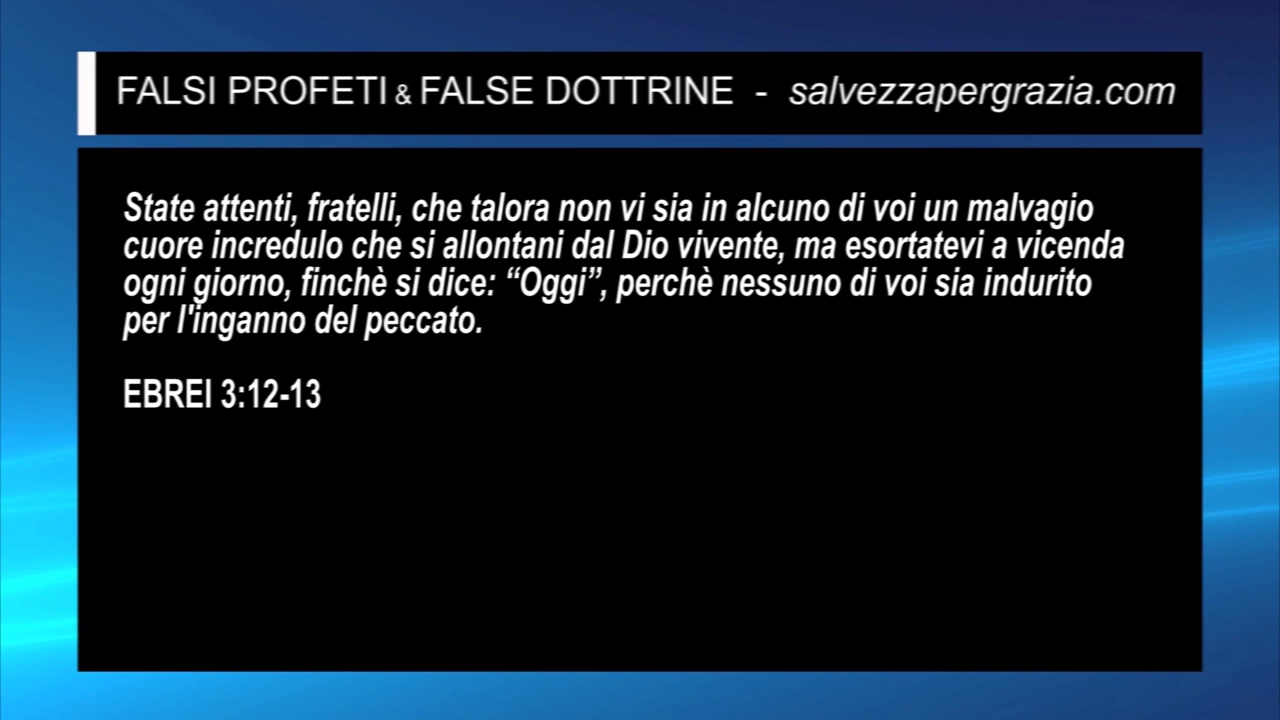 FALSI PROFETI & FALSE DOTTRINE - salvezzapergrazia.com
State attenti, fratelli, che talora non vi sia in alcuno di voi un malvagio
cuore incredulo che si allontani dal Dio vivente, ma esortatevi a vicenda
ogni giorno, finchè si dice: “Oggi”, perchè nessuno di voi sia indurito
per l'inganno del peccato.
EBREI 3:12-13